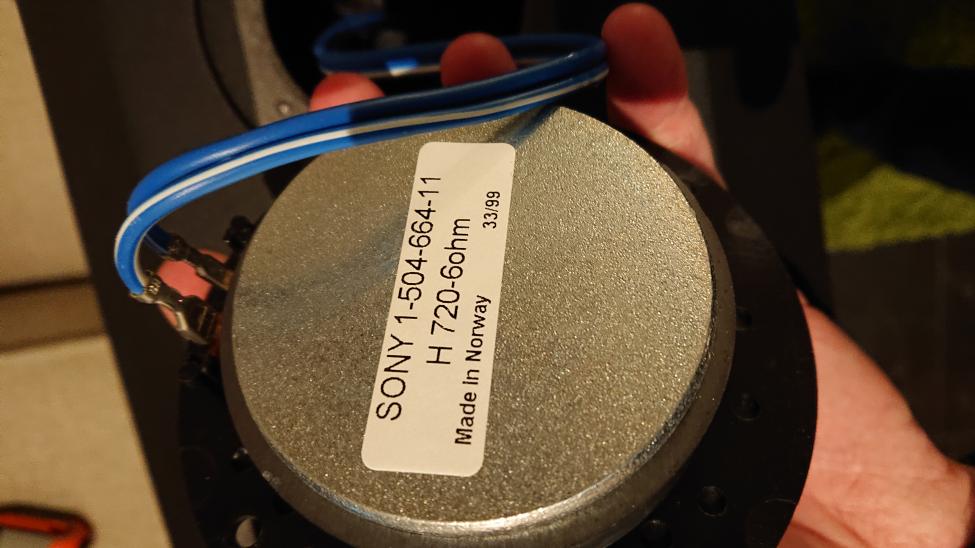 SONY 1-504-664-11
H 720-6ohm
Made In Norway 33/99